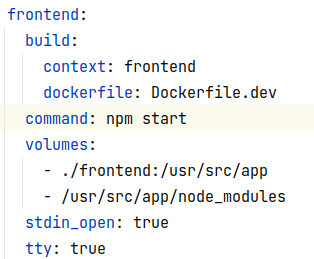 frontend:
  build:
    context: frontend
    dockerfile: Dockerfile.dev
  command: npm start
  volumes:
    - ./frontend:/usr/src/app
    - /usr/src/app/node_modules
  stdin_open: true
  tty: true